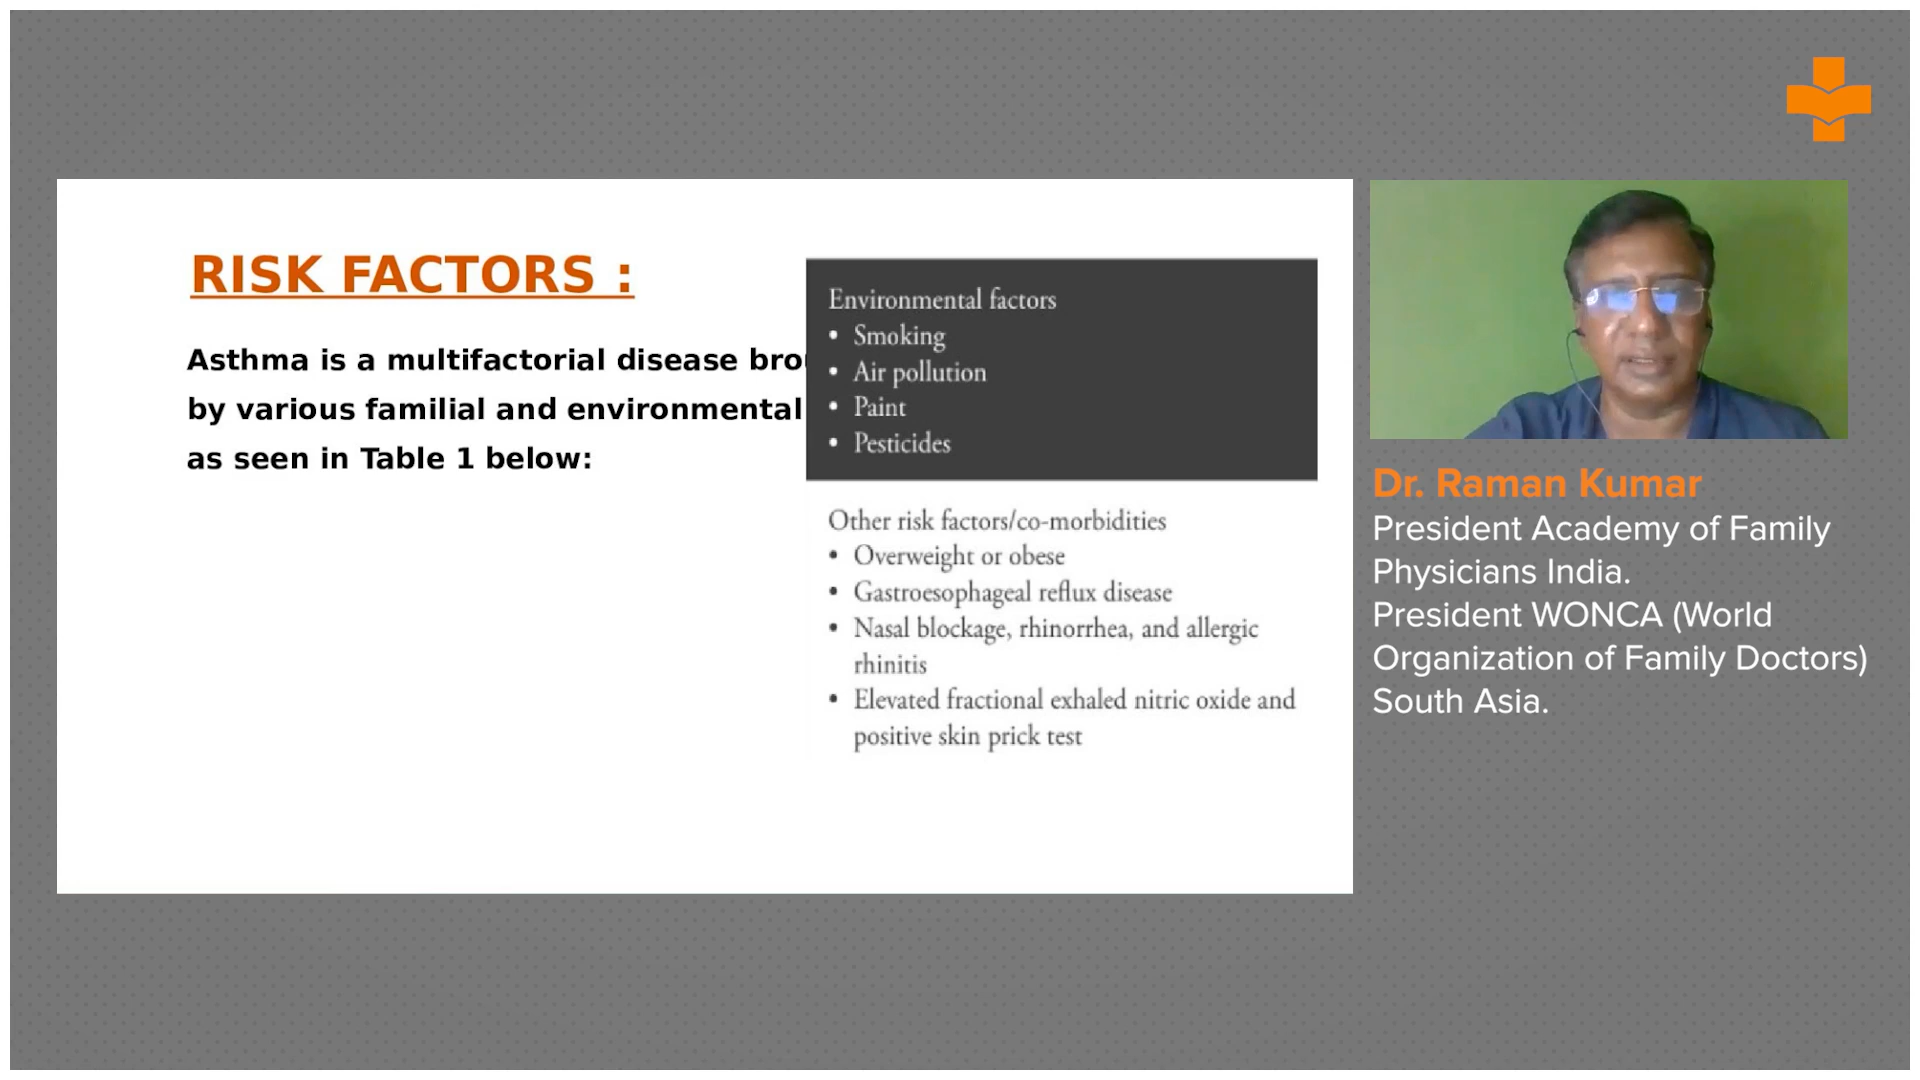 RISK FACTORS :
Asthma is a multifactorial disease
by various familial and environmental
as seen in Table 1 below:
Environmental factors
• Smoking
• Air pollution
• Paint
• Pesticides
Other risk factors/co-morbidities
• Overweight or obese
• Gastroesophageal reflux disease
• Nasal blockage, rhinorrhea, and allergic
rhinitis
• Elevated fractional exhaled nitric oxide and
positive skin prick test
Dr. Raman Kumar
President Academy of Family
Physicians India.
President WONCA (World
Organization of Family Doctors)
South Asia.